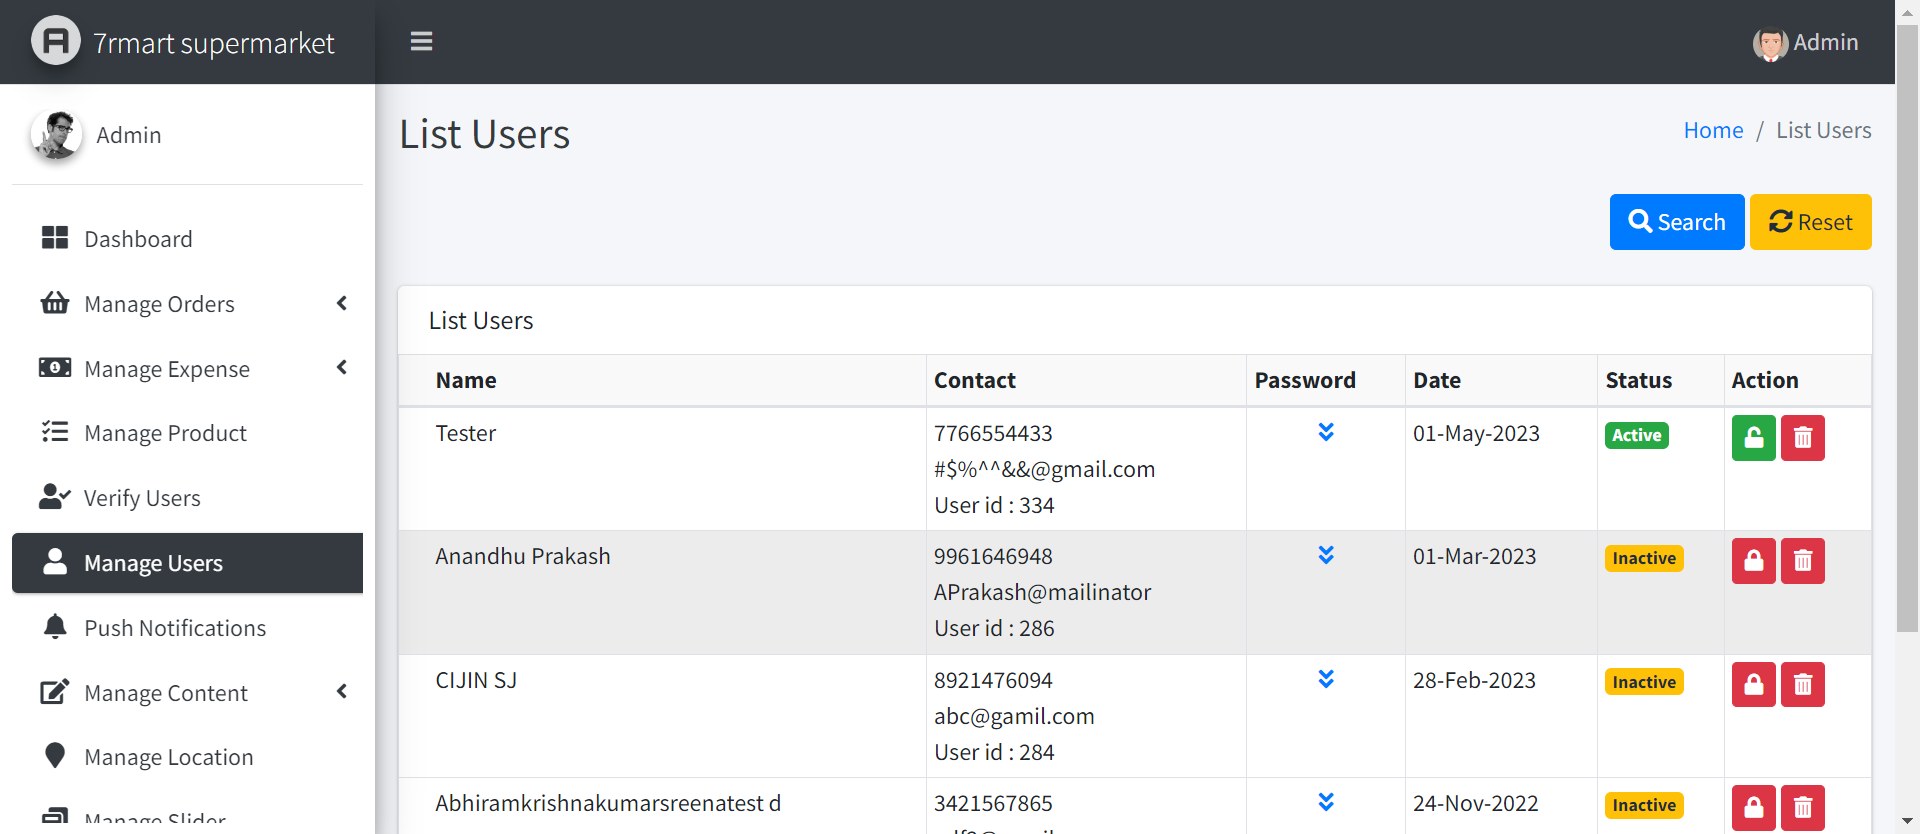 7rmart supermarket
Admin
Admin
List Users
Home / List Users
Search
Reset
Dashboard
Manage Orders
Manage Expense
Manage Product
Verify Users
Manage Users
Push Notifications
Manage Content
Manage Location
Manage Slider
List Users
Name Contact Password Date Status Action
Tester 7766554433 01-May-2023 Active
#$%^^&&@gmail.com
User id : 334
Anandhu Prakash 9961646948 01-Mar-2023 Inactive
APrakash@mailinator
User id : 286
CIJIN SJ 8921476094 28-Feb-2023 Inactive
abc@gamil.com
User id : 284
Abhiramkrishnakumarsreenatest d 3421567865 24-Nov-2022 Inactive